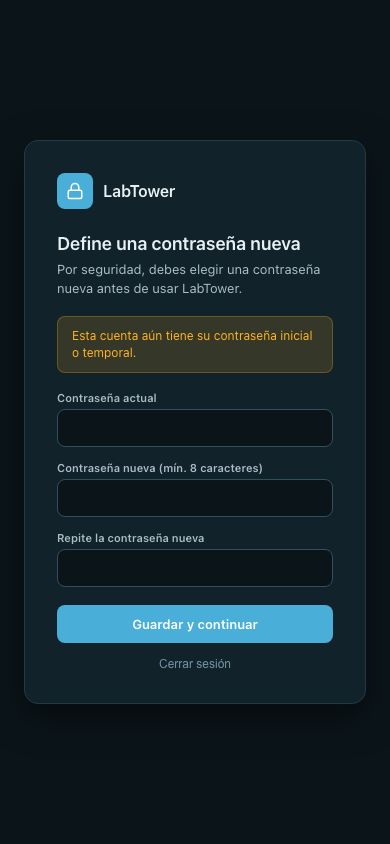 LabTower
Define una contraseña nueva
Por seguridad, debes elegir una contraseña
nueva antes de usar LabTower.
Esta cuenta aún tiene su contraseña inicial
o temporal.
Contraseña actual
Contraseña nueva (mín. 8 caracteres)
Repite la contraseña nueva
Guardar y continuar
Cerrar sesión